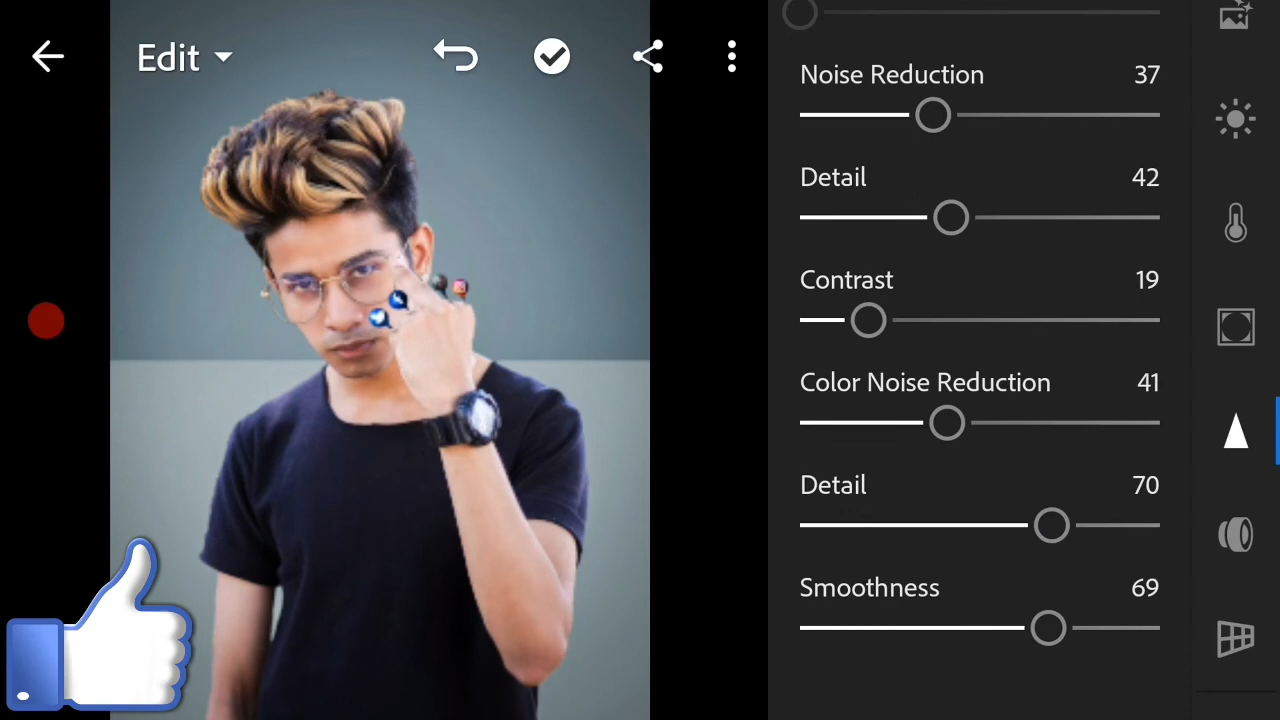 Edit
Noise Reduction 37
Detail 42
Contrast 19
Color Noise Reduction 41
Detail 70
Smoothness 69